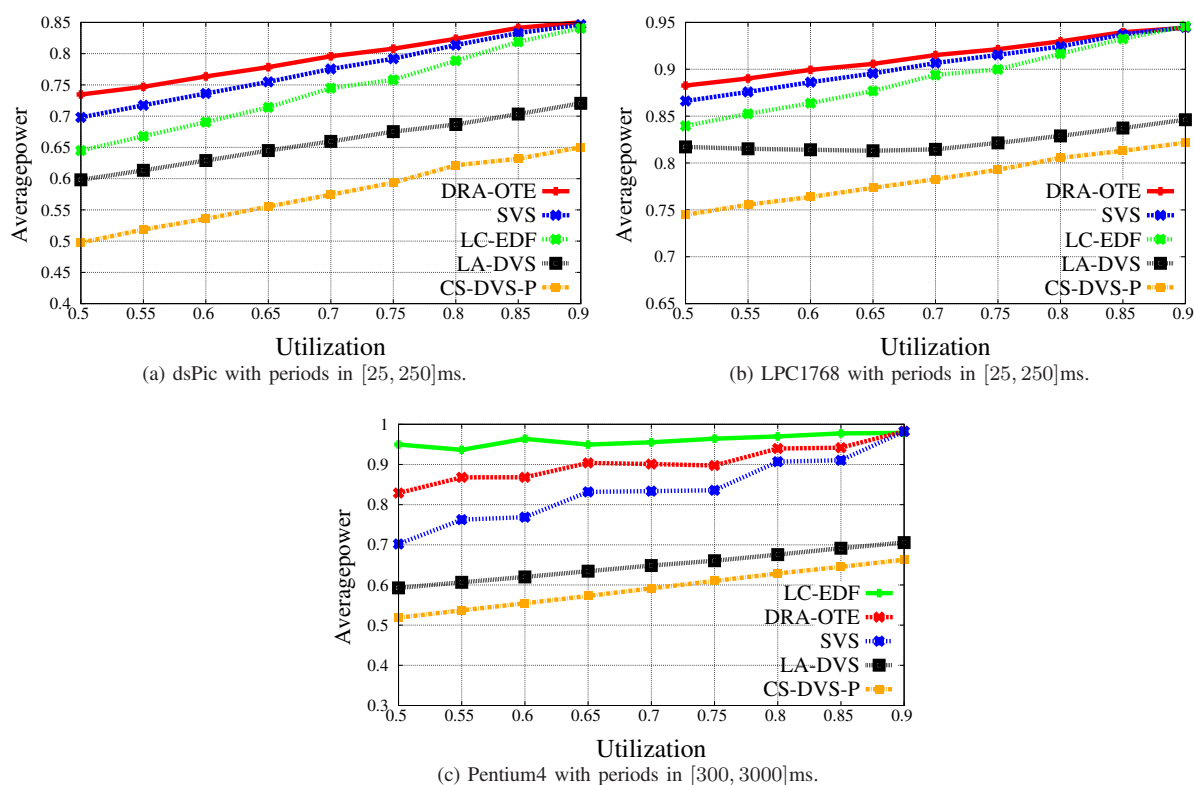 0.85
0.8
0.75
0.7
0.65
0.6
0.55
0.5
0.45
0.4
Averagepower
DRA-OTE
SVS
LC-EDF
LA-DVS
CS-DVS-P
0.5 0.55 0.6 0.65 0.7 0.75 0.8 0.85 0.9
Utilization
(a) dsPic with periods in [25, 250]ms.
0.95
0.9
0.85
0.8
0.75
0.7
0.65
Averagepower
DRA-OTE
SVS
LC-EDF
LA-DVS
CS-DVS-P
0.5 0.55 0.6 0.65 0.7 0.75 0.8 0.85 0.9
Utilization
(b) LPC1768 with periods in [25, 250]ms.
1
0.9
0.8
0.7
0.6
0.5
0.4
0.3
Averagepower
LC-EDF
DRA-OTE
SVS
LA-DVS
CS-DVS-P
0.5 0.55 0.6 0.65 0.7 0.75 0.8 0.85 0.9
Utilization
(c) Pentium4 with periods in [300, 3000]ms.